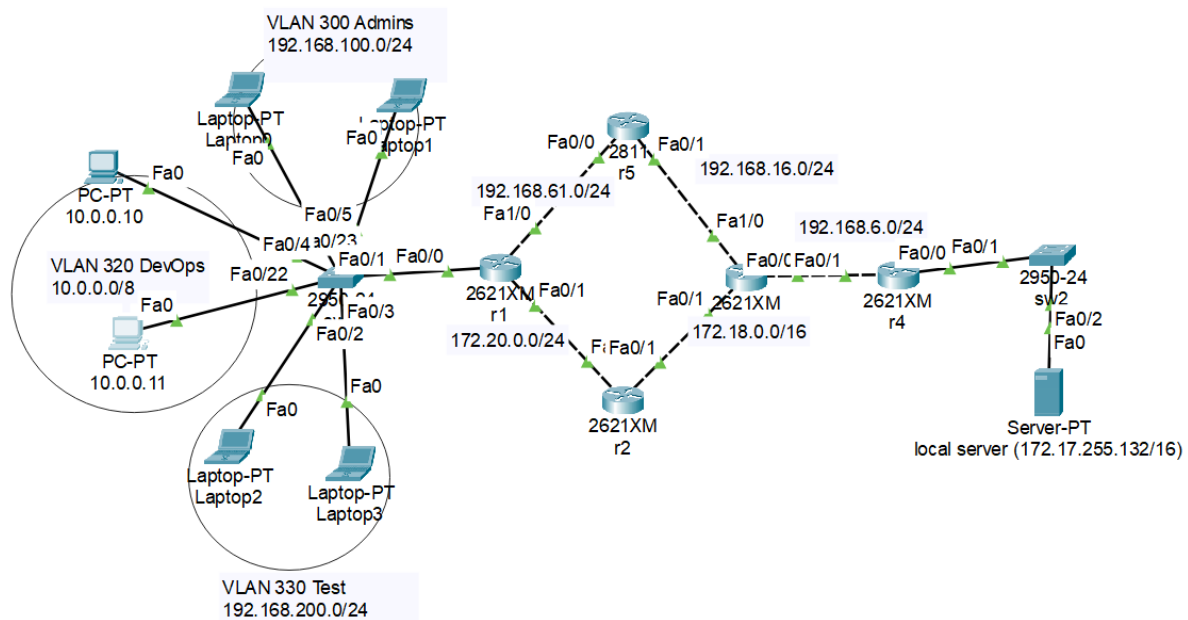 VLAN 300 Admins
192.168.100.0/24
Laptop-PT
Laptop0
Fa0
Laptop-PT
Laptop1
Fa0
PC-PT
10.0.0.10
Fa0
VLAN 320 DevOps
10.0.0.0/8
Fa0
PC-PT
10.0.0.11
Fa0/5
Fa0/4
Fa0/22
Fa0/1
Fa0/3
Fa0/2
2950-24
Fa0/0
2621XM
r1
Fa1/0
Fa0/1
192.168.61.0/24
172.20.0.0/24
Fa0/0
2811
r5
Fa0/1
192.168.16.0/24
Fa0/1
2621XM
r2
172.18.0.0/16
Fa1/0
Fa0/1
Fa0/1
2621XM
192.168.6.0/24
Fa0/0
2621XM
r4
Fa0/1
2950-24
sw2
Fa0/2
Fa0
Server-PT
local server (172.17.255.132/16)
Fa0
Laptop-PT
Laptop2
Fa0
Laptop-PT
Laptop3
VLAN 330 Test
192.168.200.0/24